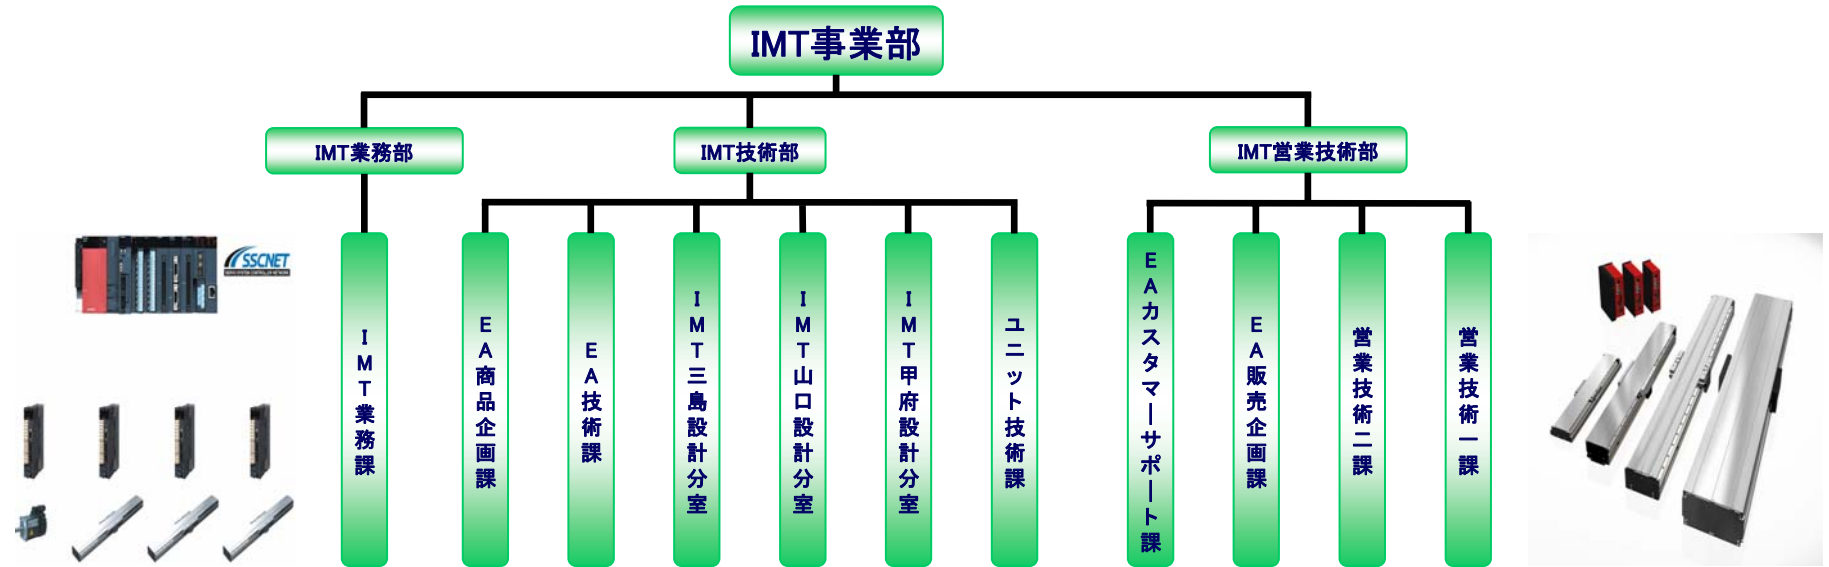 IMT事業部
IMT業務部
IMT技術部
IMT営業技術部
SSCNET
IMT業務課
EA商品企画課
EA技術課
IMT三島設計分室
IMT山口設計分室
IMT甲府設計分室
ユニット技術課
EAカスタマーサポート課
EA販売企画課
営業技術二課
営業技術一課